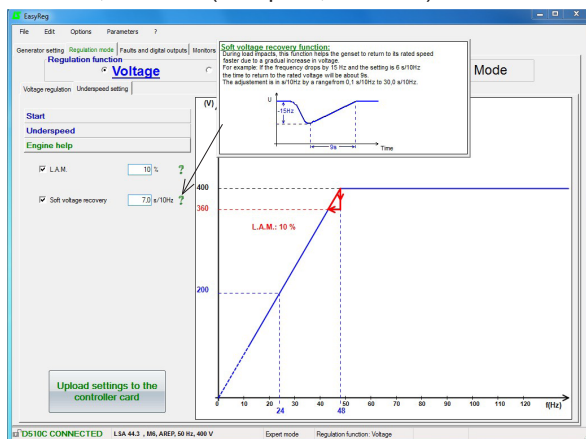 EasyReg
File Edit Options Parameters ?
Generator setting Regulation mode Faults and digital outputs Monitors
Regulation function
Voltage
Mode
Voltage regulation Underspeed setting
Soft voltage recovery function:
During load impacts, this function helps the genset to return to its rated speed
faster due to a gradual increase in voltage.
For example: If the frequency drops by 15 Hz and the setting is 6 s/10Hz
the time to return to the rated voltage will be about 9s.
The adjustement is in s/10Hz by a rangefrom 0,1 s/10Hz to 30,0 s/10Hz.
U
-15Hz
9s
Time
Start
Underspeed
Engine help
L.A.M. 10 % ?
Soft voltage recovery 7,0 s/10Hz ?
(V)
400
360
L.A.M.: 10 %
200
0 10 20 30 40 50 60 70 80 90 100 110 120 f(Hz)
24 48
Upload settings to the
controller card
D510C CONNECTED LSA 44.3 , M6, AREP, 50 Hz, 400 V Expert mode Regulation function: Voltage